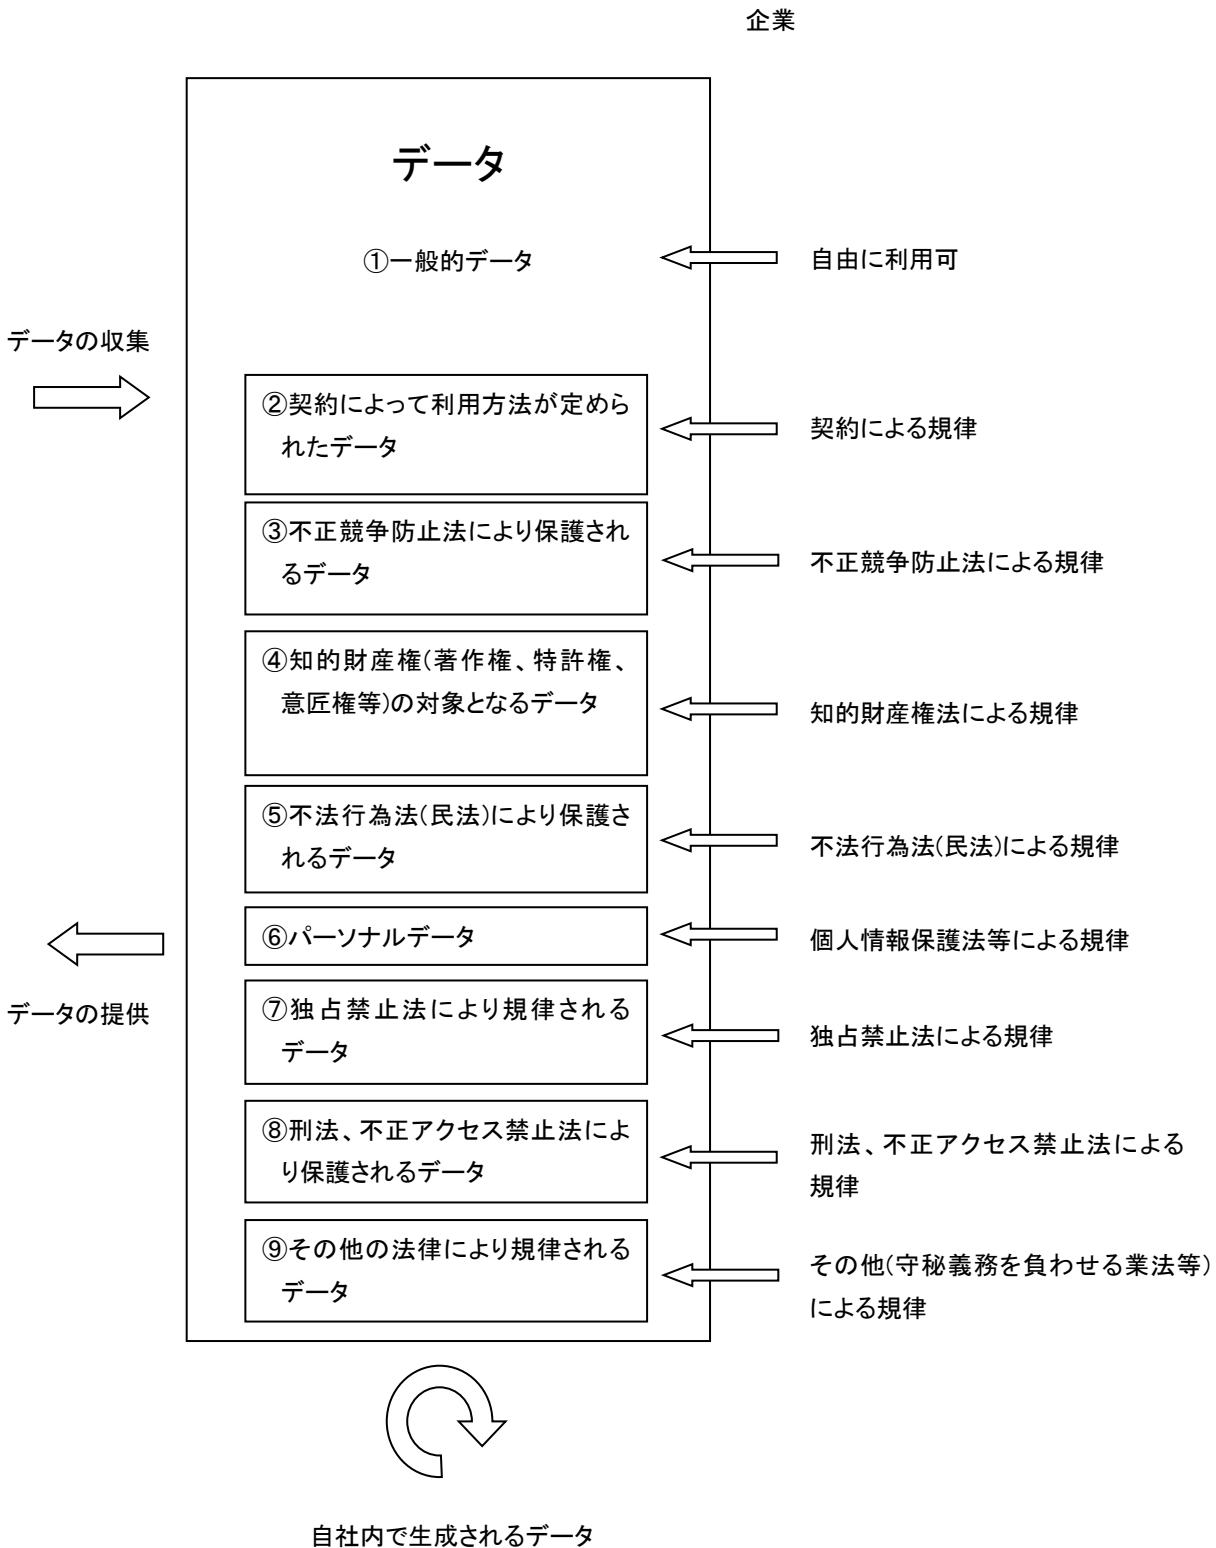 企業
データ
①一般的データ
自由に利用可
データの収集
②契約によって利用方法が定めら
れたデータ
契約による規律
③不正競争防止法により保護され
るデータ
不正競争防止法による規律
④知的財産権(著作権、特許権、
意匠権等)の対象となるデータ
知的財産権法による規律
⑤不法行為法(民法)により保護さ
れるデータ
不法行為法(民法)による規律
⑥パーソナルデータ
個人情報保護法等による規律
データの提供
⑦独占禁止法により規律される
データ
独占禁止法による規律
⑧刑法、不正アクセス禁止法によ
り保護されるデータ
刑法、不正アクセス禁止法による
規律
⑨その他の法律により規律される
データ
その他(守秘義務を負わせる業法等)
による規律
自社内で生成されるデータ